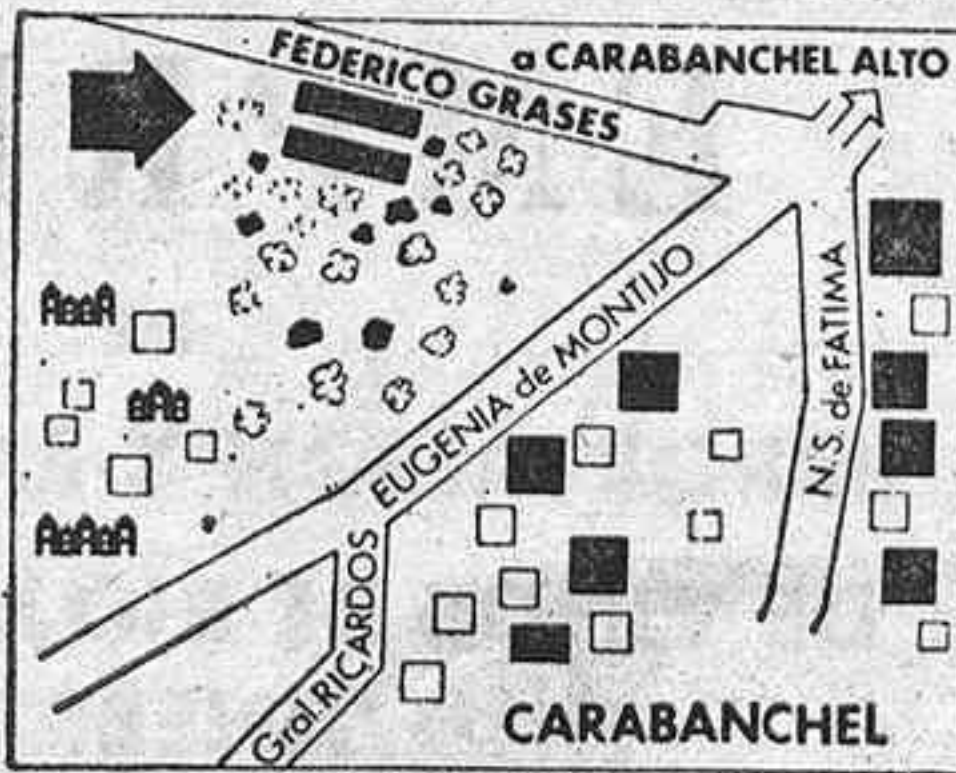 FEDERICO GRASES
a CARABANCHEL ALTO
EUGENIA de MONTIJO
N.S. de FATIMA
Gral. RICARDOS
CARABANCHEL